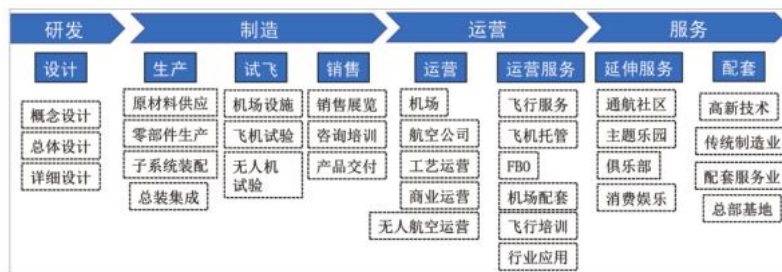 研发
制造
运营
服务
设计
概念设计
总体设计
详细设计
生产
原材料供应
零部件生产
子系统装配
总装集成
试飞
机场设施
飞机试验
无人机
试验
销售
销售展览
咨询培训
产品交付
运营
机场
航空公司
工艺运营
商业运营
无人航空运营
运营服务
飞行服务
飞机托管
FBO
机场配套
飞行培训
行业应用
延伸服务
通航社区
主题乐园
俱乐部
消费娱乐
配套
高新技术
传统制造业
配套服务业
总部基地